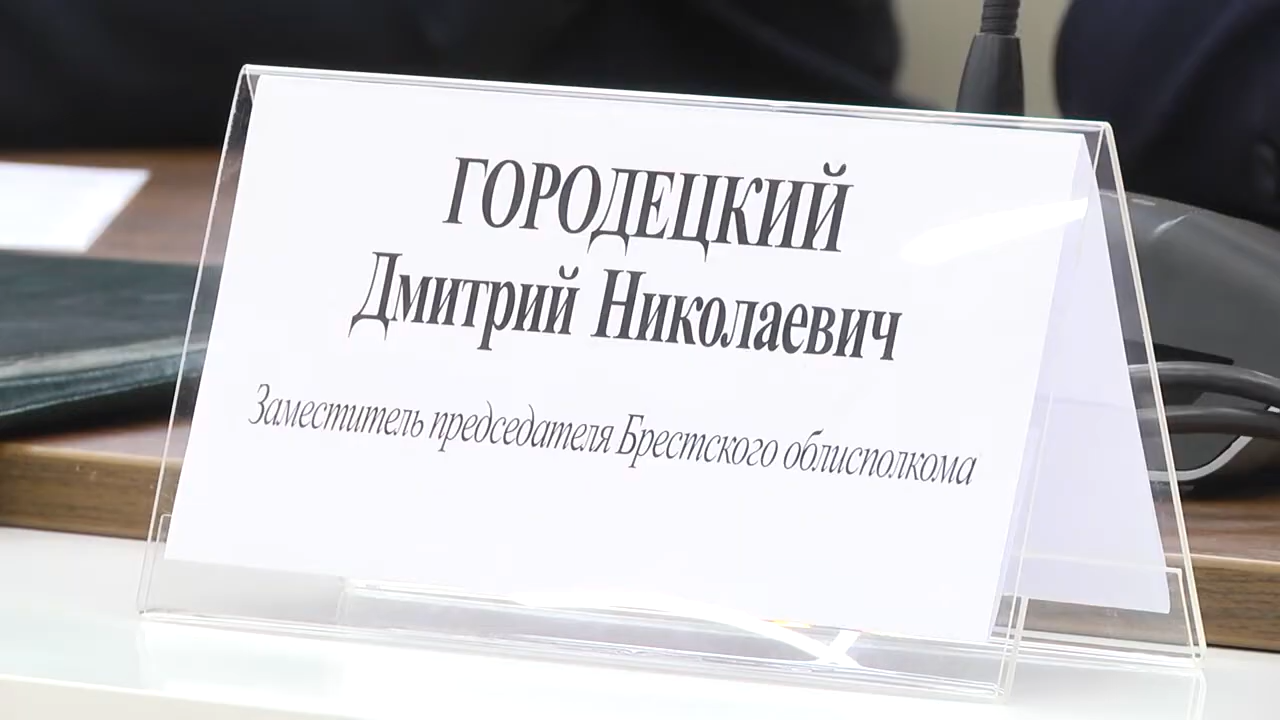 ГОРОДЕЦКИЙ
Дмитрий Николаевич
Заместитель председателя Брестского облисполкома